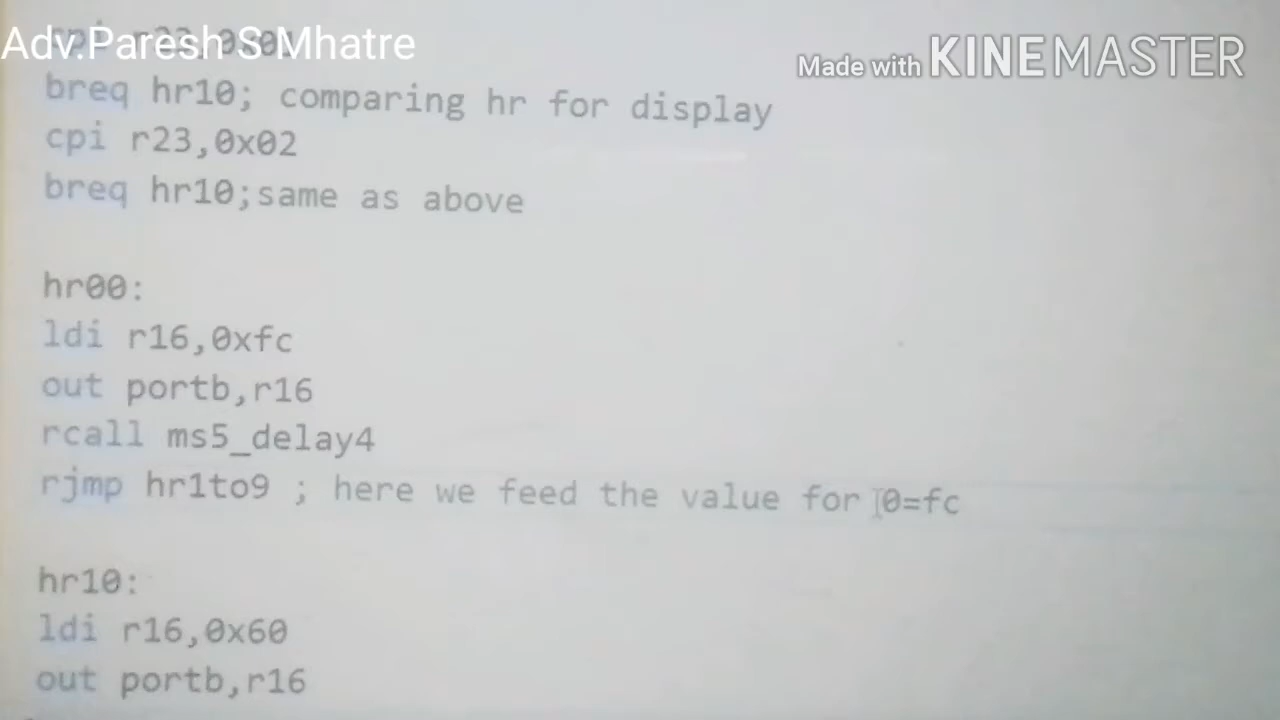 Adv.Paresh S Mhatre
Made with KINEMASTER
breq hr10; comparing hr for display
cpi r23,0x02
breq hr10;same as above
hr00:
ldi r16,0xfc
out portb,r16
rcall ms5_delay4
rjmp hr1to9 ; here we feed the value for 0=fc
hr10:
ldi r16,0x60
out portb,r16